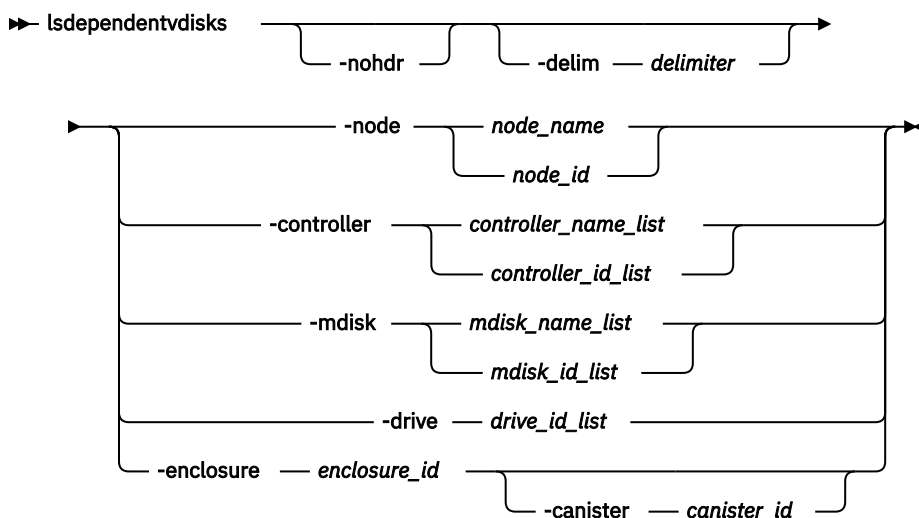 lsdependentvdisks
-nohdr -delim delimiter
-node node_name
node_id
-controller controller_name_list
controller_id_list
-mdisk mdisk_name_list
mdisk_id_list
-drive drive_id_list
-enclosure enclosure_id
-canister canister_id